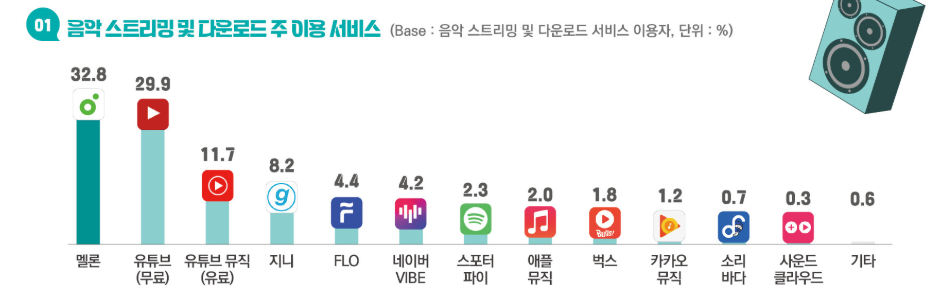 01 음악 스트리밍 및 다운로드 주 이용 서비스 (Base : 음악 스트리밍 및 다운로드 서비스 이용자, 단위 : %)
32.8
29.9
11.7
8.2
4.4
4.2
2.3
2.0
1.8
1.2
0.7
0.3
0.6
g
F
Bugs!
멜론
유튜브
(무료)
유튜브 뮤직
(유료)
지니
FLO
네이버
VIBE
스포터
파이
애플
뮤직
벅스
카카오
뮤직
소리
바다
사운드
클라우드
기타